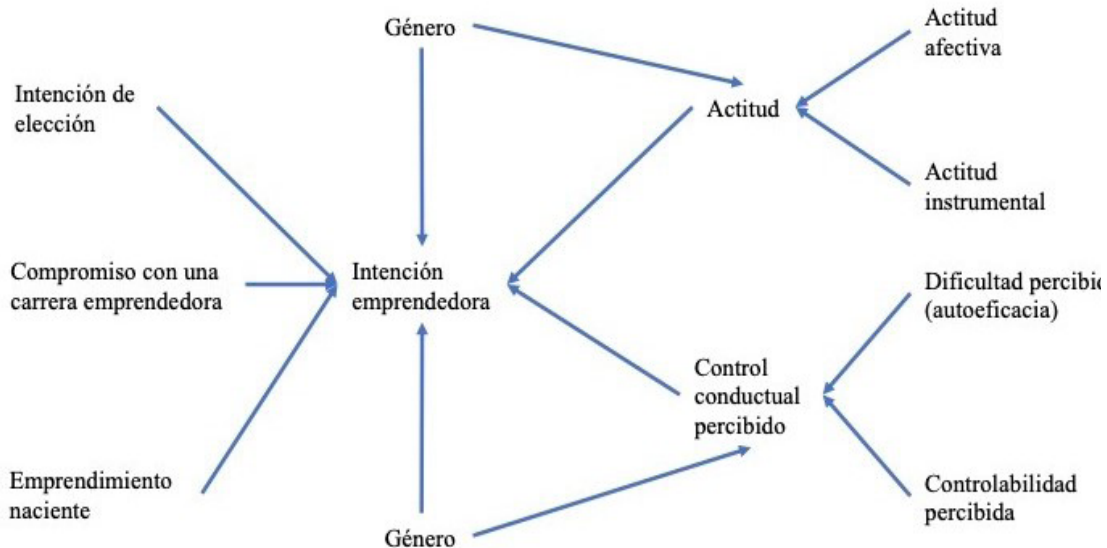 Género
Actitud
afectiva
Intención de
elección
Actitud
Actitud
instrumental
Compromiso con una
carrera emprendedora
Intención
emprendedora
Dificultad percibid
(autoeficacia)
Control
conductual
percibido
Emprendimiento
naciente
Género
Controlabilidad
percibida